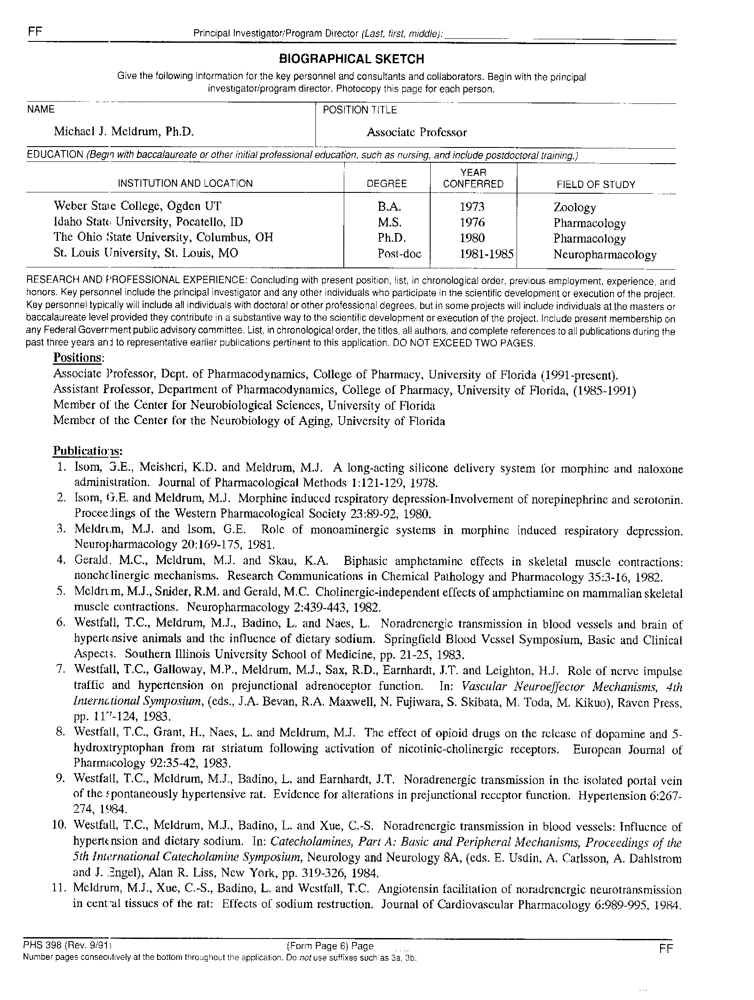 FF
Principal Investigator/Program Director (Last, first, middle):
BIOGRAPHICAL SKETCH
Give the following information for the key personnel and consultants and collaborators. Begin with the principal
investigator/program director. Photocopy this page for each person.
NAME
POSITION TITLE
Michael J. Meldrum, Ph.D.
Associate Professor
EDUCATION (Begin with baccalaureate or other initial professional education, such as nursing, and include postdoctoral training.)
INSTITUTION AND LOCATION
DEGREE
YEAR
CONFERRED
FIELD OF STUDY
Weber State College, Ogden UT B.A. 1973 Zoology
Idaho State University, Pocatello, ID M.S. 1976 Pharmacology
The Ohio State University, Columbus, OH Ph.D. 1980 Pharmacology
St. Louis University, St. Louis, MO Post-doc 1981-1985 Neuropharmacology
RESEARCH AND PROFESSIONAL EXPERIENCE: Concluding with present position, list, in chronological order, previous employment, experience, and
honors. Key personnel include the principal investigator and any other individuals who participate in the scientific development or execution of the project.
Key personnel typically will include all individuals with doctoral or other professional degrees, but in some projects will include individuals at the masters or
baccalaureate level provided they contribute in a substantive way to the scientific development or execution of the project. Include present membership on
any Federal Government public advisory committee. List, in chronological order, the titles, all authors, and complete references to all publications during the
past three years and to representative earlier publications pertinent to this application. DO NOT EXCEED TWO PAGES.
Positions:
Associate Professor, Dept. of Pharmacodynamics, College of Pharmacy, University of Florida (1991-present).
Assistant Professor, Department of Pharmacodynamics, College of Pharmacy, University of Florida, (1985-1991)
Member of the Center for Neurobiological Sciences, University of Florida
Member of the Center for the Neurobiology of Aging, University of Florida
Publications:
1. Isom, G.E., Meisheri, K.D. and Meldrum, M.J. A long-acting silicone delivery system for morphine and naloxone
administration. Journal of Pharmacological Methods 1:121-129, 1978.
2. Isom, G.E. and Meldrum, M.J. Morphine induced respiratory depression-Involvement of norepinephrine and serotonin.
Proceedings of the Western Pharmacological Society 23:89-92, 1980.
3. Meldrum, M.J. and Isom, G.E. Role of monoaminergic systems in morphine induced respiratory depression.
Neuropharmacology 20:169-175, 1981.
4. Gerald, M.C., Meldrum, M.J. and Skau, K.A. Biphasic amphetamine effects in skeletal muscle contractions:
noncholinergic mechanisms. Research Communications in Chemical Pathology and Pharmacology 35:3-16, 1982.
5. Meldrum, M.J., Snider, R.M. and Gerald, M.C. Cholinergic-independent effects of amphetiamine on mammalian skeletal
muscle contractions. Neuropharmacology 2:439-443, 1982.
6. Westfall, T.C., Meldrum, M.J., Badino, L. and Naes, L. Noradrenergic transmission in blood vessels and brain of
hypertensive animals and the influence of dietary sodium. Springfield Blood Vessel Symposium, Basic and Clinical
Aspects. Southern Illinois University School of Medicine, pp. 21-25, 1983.
7. Westfall, T.C., Galloway, M.P., Meldrum, M.J., Sax, R.D., Earnhardt, J.T. and Leighton, H.J. Role of nerve impulse
traffic and hypertension on prejunctional adrenoceptor function. In: Vascular Neuroeffector Mechanisms, 4th
International Symposium, (eds., J.A. Bevan, R.A. Maxwell, N. Fujiwara, S. Skibata, M. Toda, M. Kikuo), Raven Press,
pp. 117-124, 1983.
8. Westfall, T.C., Grant, H., Naes, L. and Meldrum, M.J. The effect of opioid drugs on the release of dopamine and 5-
hydroxtryptophan from rat striatum following activation of nicotinic-cholinergic receptors. European Journal of
Pharmacology 92:35-42, 1983.
9. Westfall, T.C., Meldrum, M.J., Badino, L. and Earnhardt, J.T. Noradrenergic transmission in the isolated portal vein
of the spontaneously hypertensive rat. Evidence for alterations in prejunctional receptor function. Hypertension 6:267-
274, 1984.
10. Westfall, T.C., Meldrum, M.J., Badino, L. and Xue, C.-S. Noradrenergic transmission in blood vessels: Influence of
hypertension and dietary sodium. In: Catecholamines, Part A: Basic and Peripheral Mechanisms, Proceedings of the
5th International Catecholamine Symposium, Neurology and Neurology 8A, (eds. E. Usdin, A. Carlsson, A. Dahlstrom
and J. Engel), Alan R. Liss, New York, pp. 319-326, 1984.
11. Meldrum, M.J., Xue, C.-S., Badino, L. and Westfall, T.C. Angiotensin facilitation of noradrenergic neurotransmission
in central tissues of the rat: Effects of sodium restruction. Journal of Cardiovascular Pharmacology 6:989-995, 1984.
PHS 398 (Rev. 9/91)
(Form Page 6) Page
FF
Number pages consecutively at the bottom throughout the application. Do not use suffixes such as 3a, 3b.